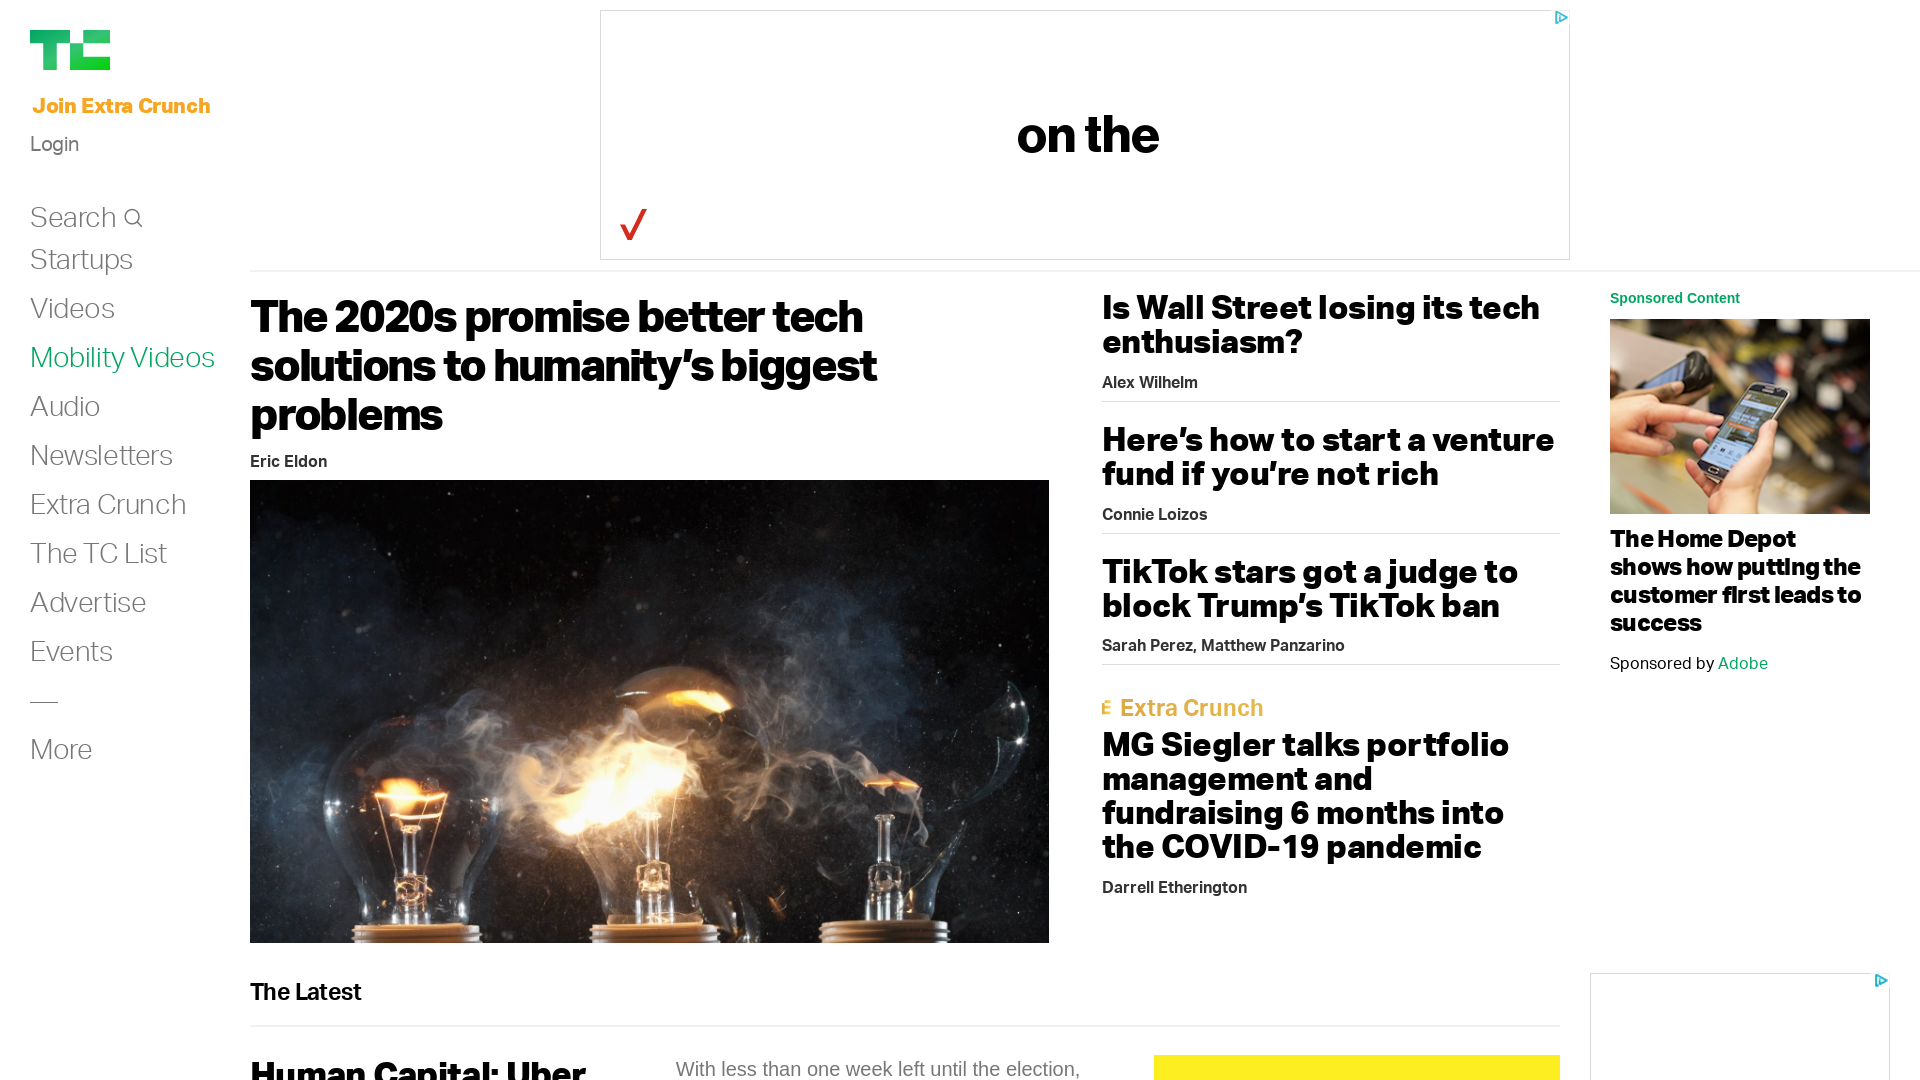 TC
Join Extra Crunch
Login
Search
Startups
Videos
Mobility Videos
Audio
Newsletters
Extra Crunch
The TC List
Advertise
Events
More
on the
The 2020s promise better tech
solutions to humanity’s biggest
problems
Eric Eldon
Is Wall Street losing its tech
enthusiasm?
Alex Wilhelm
Here’s how to start a venture
fund if you’re not rich
Connie Loizos
TikTok stars got a judge to
block Trump’s TikTok ban
Sarah Perez, Matthew Panzarino
Extra Crunch
MG Siegler talks portfolio
management and
fundraising 6 months into
the COVID-19 pandemic
Darrell Etherington
Sponsored Content
The Home Depot
shows how putting the
customer first leads to
success
Sponsored by Adobe
The Latest
Human Capital: Uber
With less than one week left until the election,